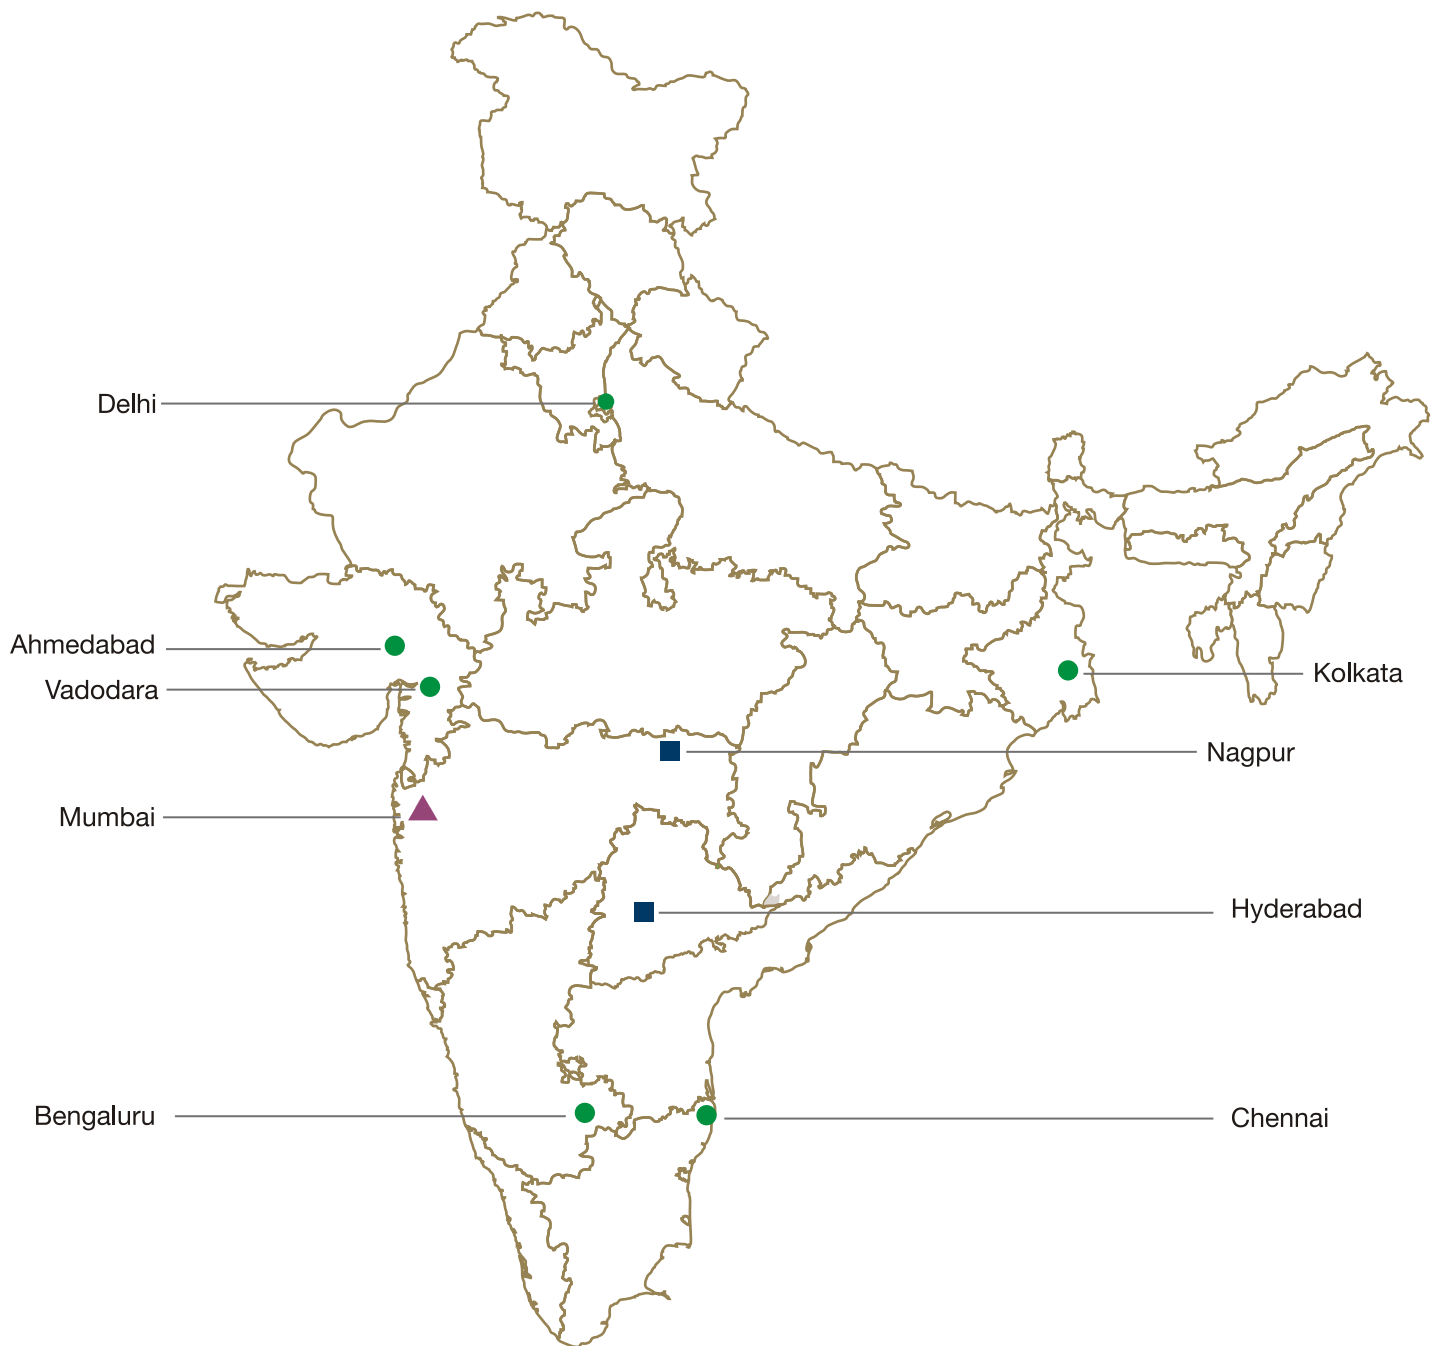 Delhi
Ahmedabad
Vadodara
Kolkata
Nagpur
Mumbai
Hyderabad
Bengaluru
Chennai